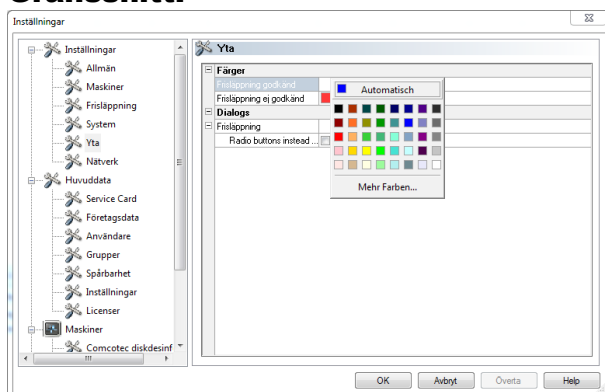 Gränssnitt
Inställningar
Inställningar
Allmän
Maskiner
Frisläppning
System
Yta
Nätverk
Huvuddata
Service Card
Företagsdata
Användare
Grupper
Spårbarhet
Inställningar
Licenser
Maskiner
Comcotec diskdesinf
Yta
Färger
Frisläppning godkänd
Frisläppning ej godkänd
Dialogs
Frisläppning
Radio buttons instead ...
Automatisch
Mehr Farben...
OK
Avbryt
Överta
Help